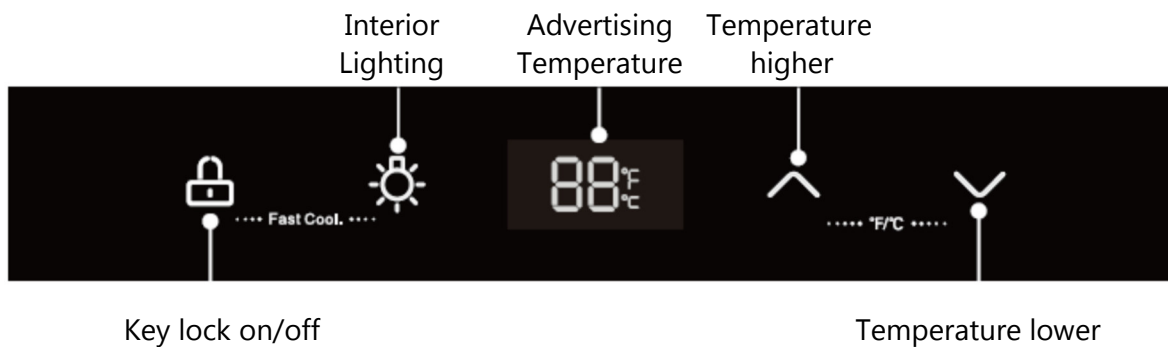 Interior
Lighting
Advertising
Temperature
Temperature
higher
88 °F
°C
Fast Cool.
°F/°C
Key lock on/off
Temperature lower